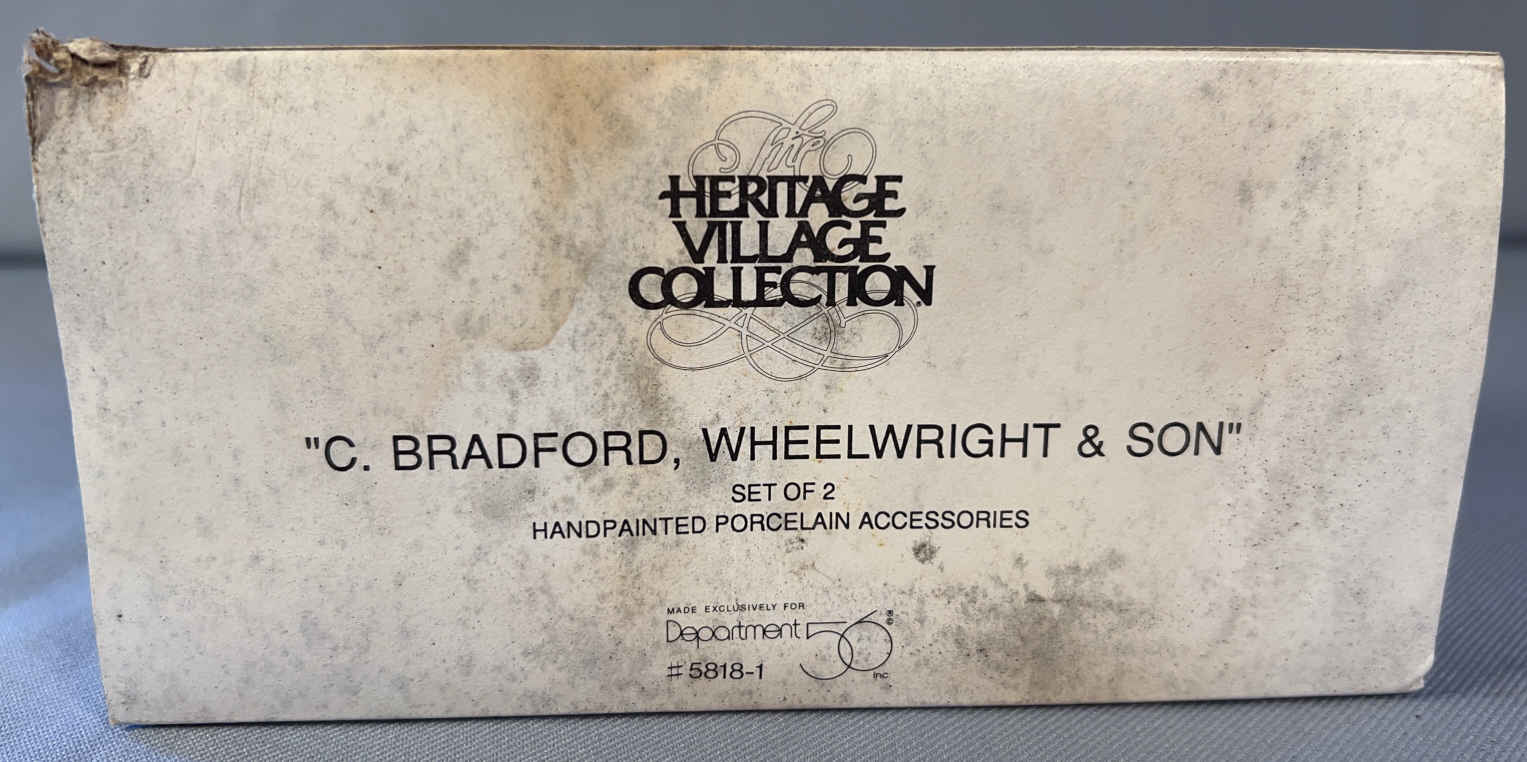 The
HERITAGE
VILLAGE
COLLECTION®
"C. BRADFORD, WHEELWRIGHT & SON"
SET OF 2
HANDPAINTED PORCELAIN ACCESSORIES
MADE EXCLUSIVELY FOR
Department 56 inc
#5818-1